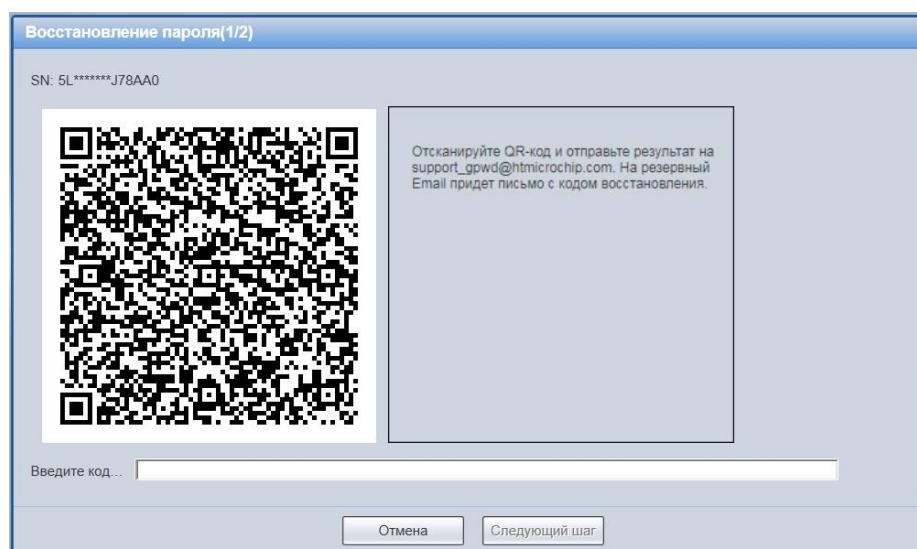 Восстановление пароля(1/2)
SN: 5L*******J78AA0
Отсканируйте QR-код и отправьте результат на
support_gpwd@htmicrochip.com. На резервный
Email придет письмо с кодом восстановления.
Введите код...
Отмена
Следующий шаг